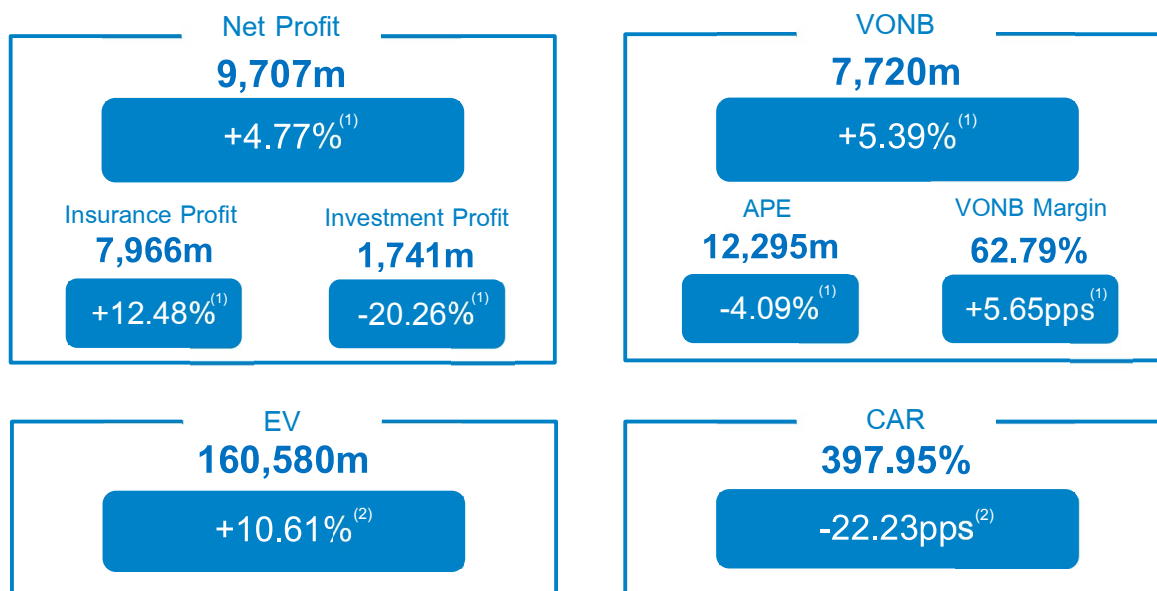 Net Profit
9,707m
+4.77%(1)
Insurance Profit
7,966m
+12.48%(1)
Investment Profit
1,741m
-20.26%(1)
VONB
7,720m
+5.39%(1)
APE
12,295m
-4.09%(1)
VONB Margin
62.79%
+5.65pps(1)
EV
160,580m
+10.61%(2)
CAR
397.95%
-22.23pps(2)